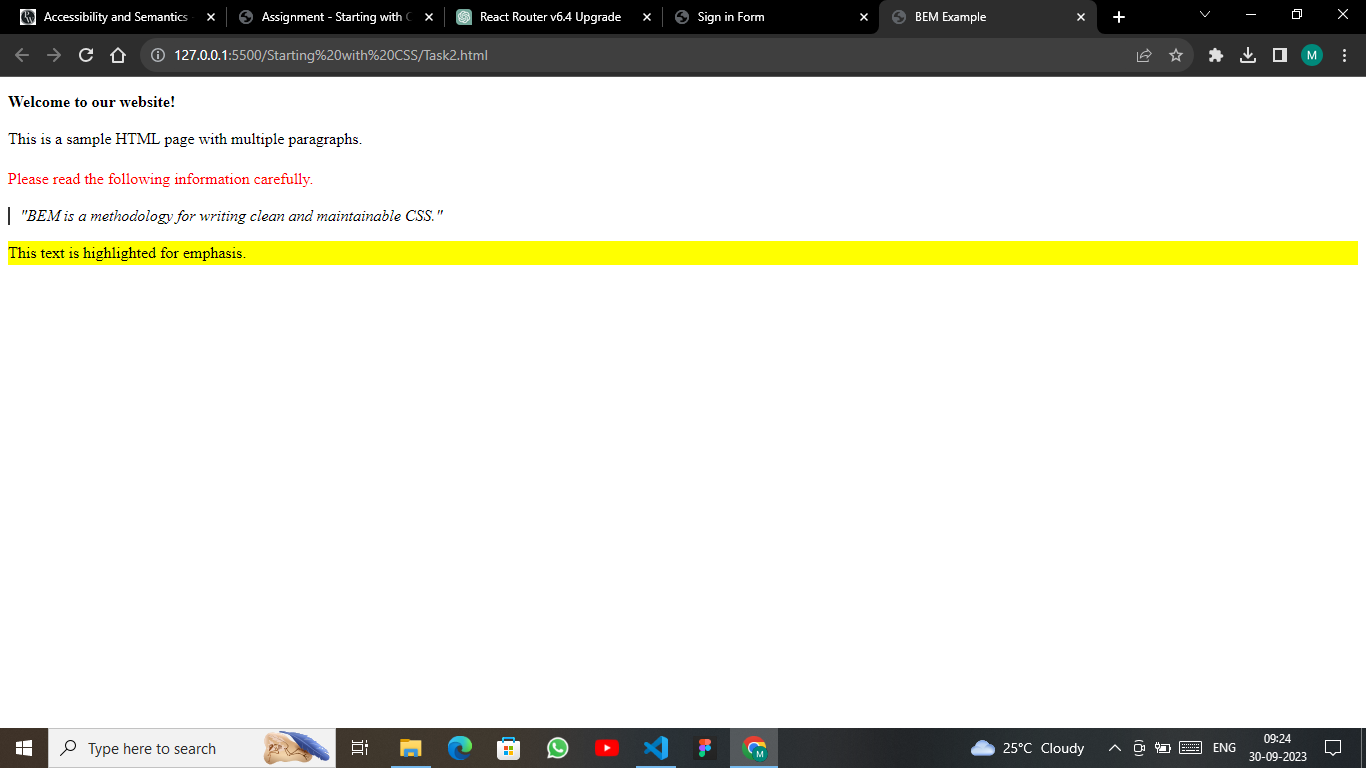 Accessibility and Semantics
Assignment - Starting with C
React Router v6.4 Upgrade
Sign in Form
BEM Example
127.0.0.1:5500/Starting%20with%20CSS/Task2.html
M
Welcome to our website!
This is a sample HTML page with multiple paragraphs.
Please read the following information carefully.
"BEM is a methodology for writing clean and maintainable CSS."
This text is highlighted for emphasis.
Type here to search
M
25°C Cloudy
ENG
09:24
30-09-2023